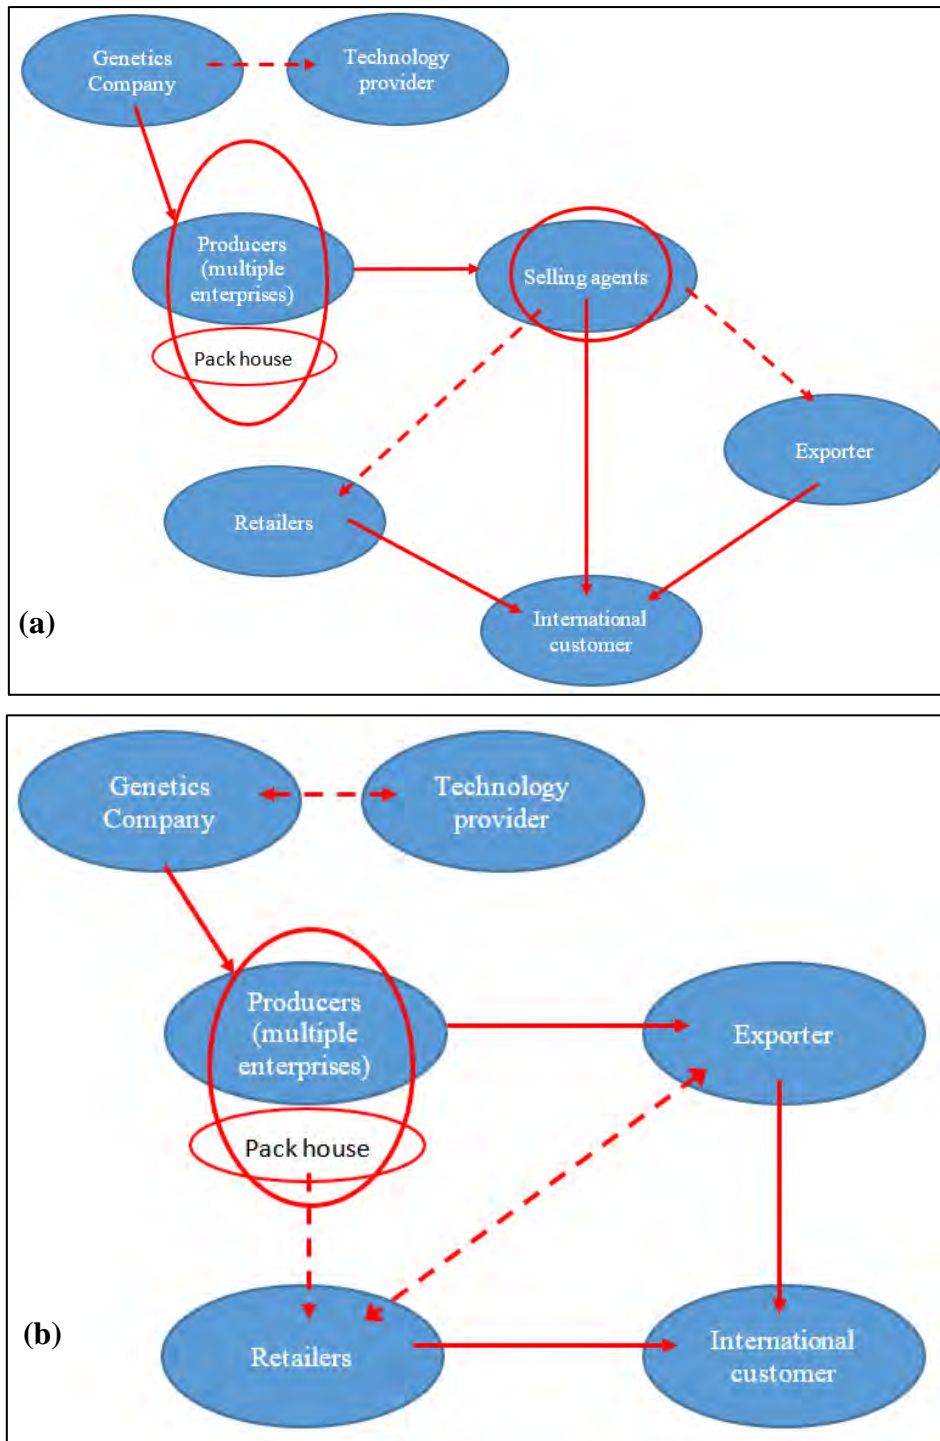 Genetics
Company
Technology
provider
Producers
(multiple
enterprises)
Selling agents
Pack house
Exporter
Retailers
International
customer
(a)
Genetics
Company
Technology
provider
Producers
(multiple
enterprises)
Exporter
Pack house
(b)
Retailers
International
customer